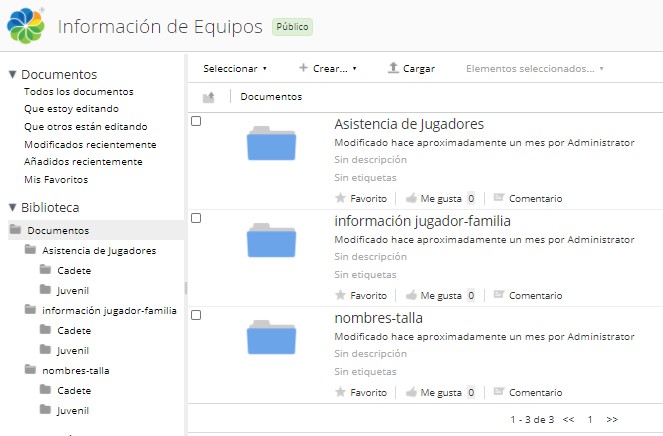 Información de Equipos Público
Documentos
Todos los documentos
Que estoy editando
Que otros están editando
Modificados recientemente
Añadidos recientemente
Mis Favoritos
Biblioteca
Documentos
Asistencia de Jugadores
Cadete
Juvenil
información jugador-familia
Cadete
Juvenil
nombres-talla
Cadete
Juvenil
Seleccionar Crear... Cargar Elementos seleccionados...
Documentos
Asistencia de Jugadores
Modificado hace aproximadamente un mes por Administrator
Sin descripción
Sin etiquetas
Favorito Me gusta 0 Comentario
información jugador-familia
Modificado hace aproximadamente un mes por Administrator
Sin descripción
Sin etiquetas
Favorito Me gusta 0 Comentario
nombres-talla
Modificado hace aproximadamente un mes por Administrator
Sin descripción
Sin etiquetas
Favorito Me gusta 0 Comentario
1 - 3 de 3 << 1 >>